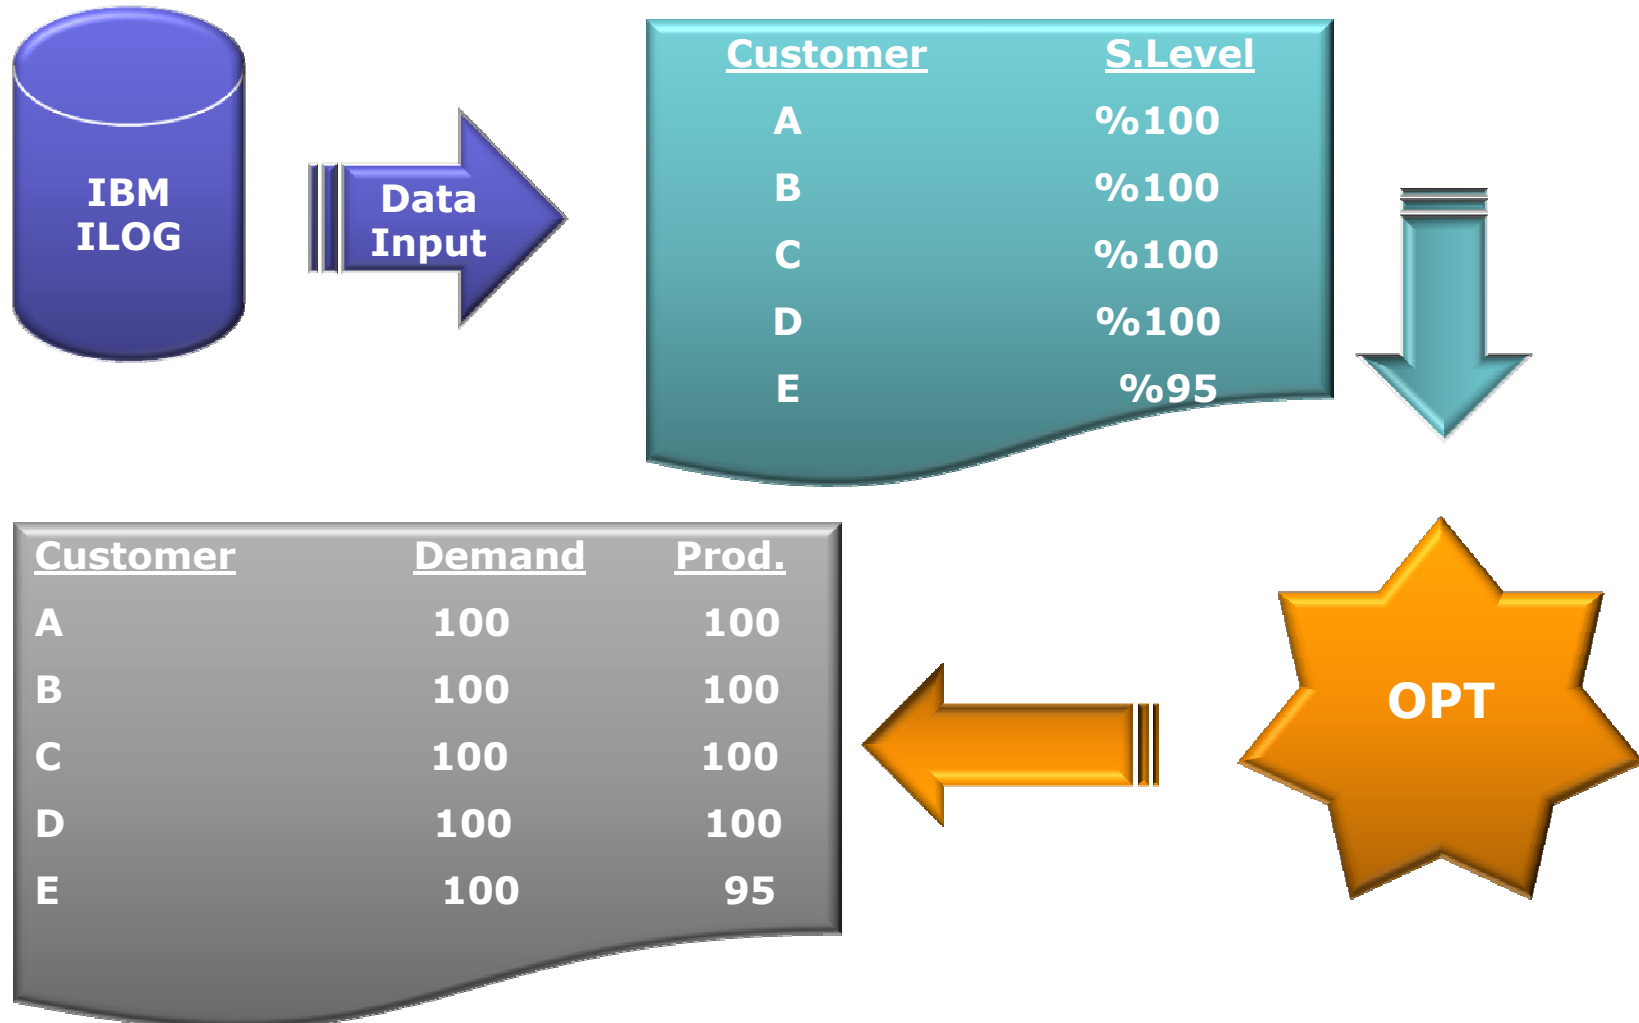 IBM
ILOG
Data
Input
Customer S.Level
A %100
B %100
C %100
D %100
E %95
OPT
Customer Demand Prod.
A 100 100
B 100 100
C 100 100
D 100 100
E 100 95